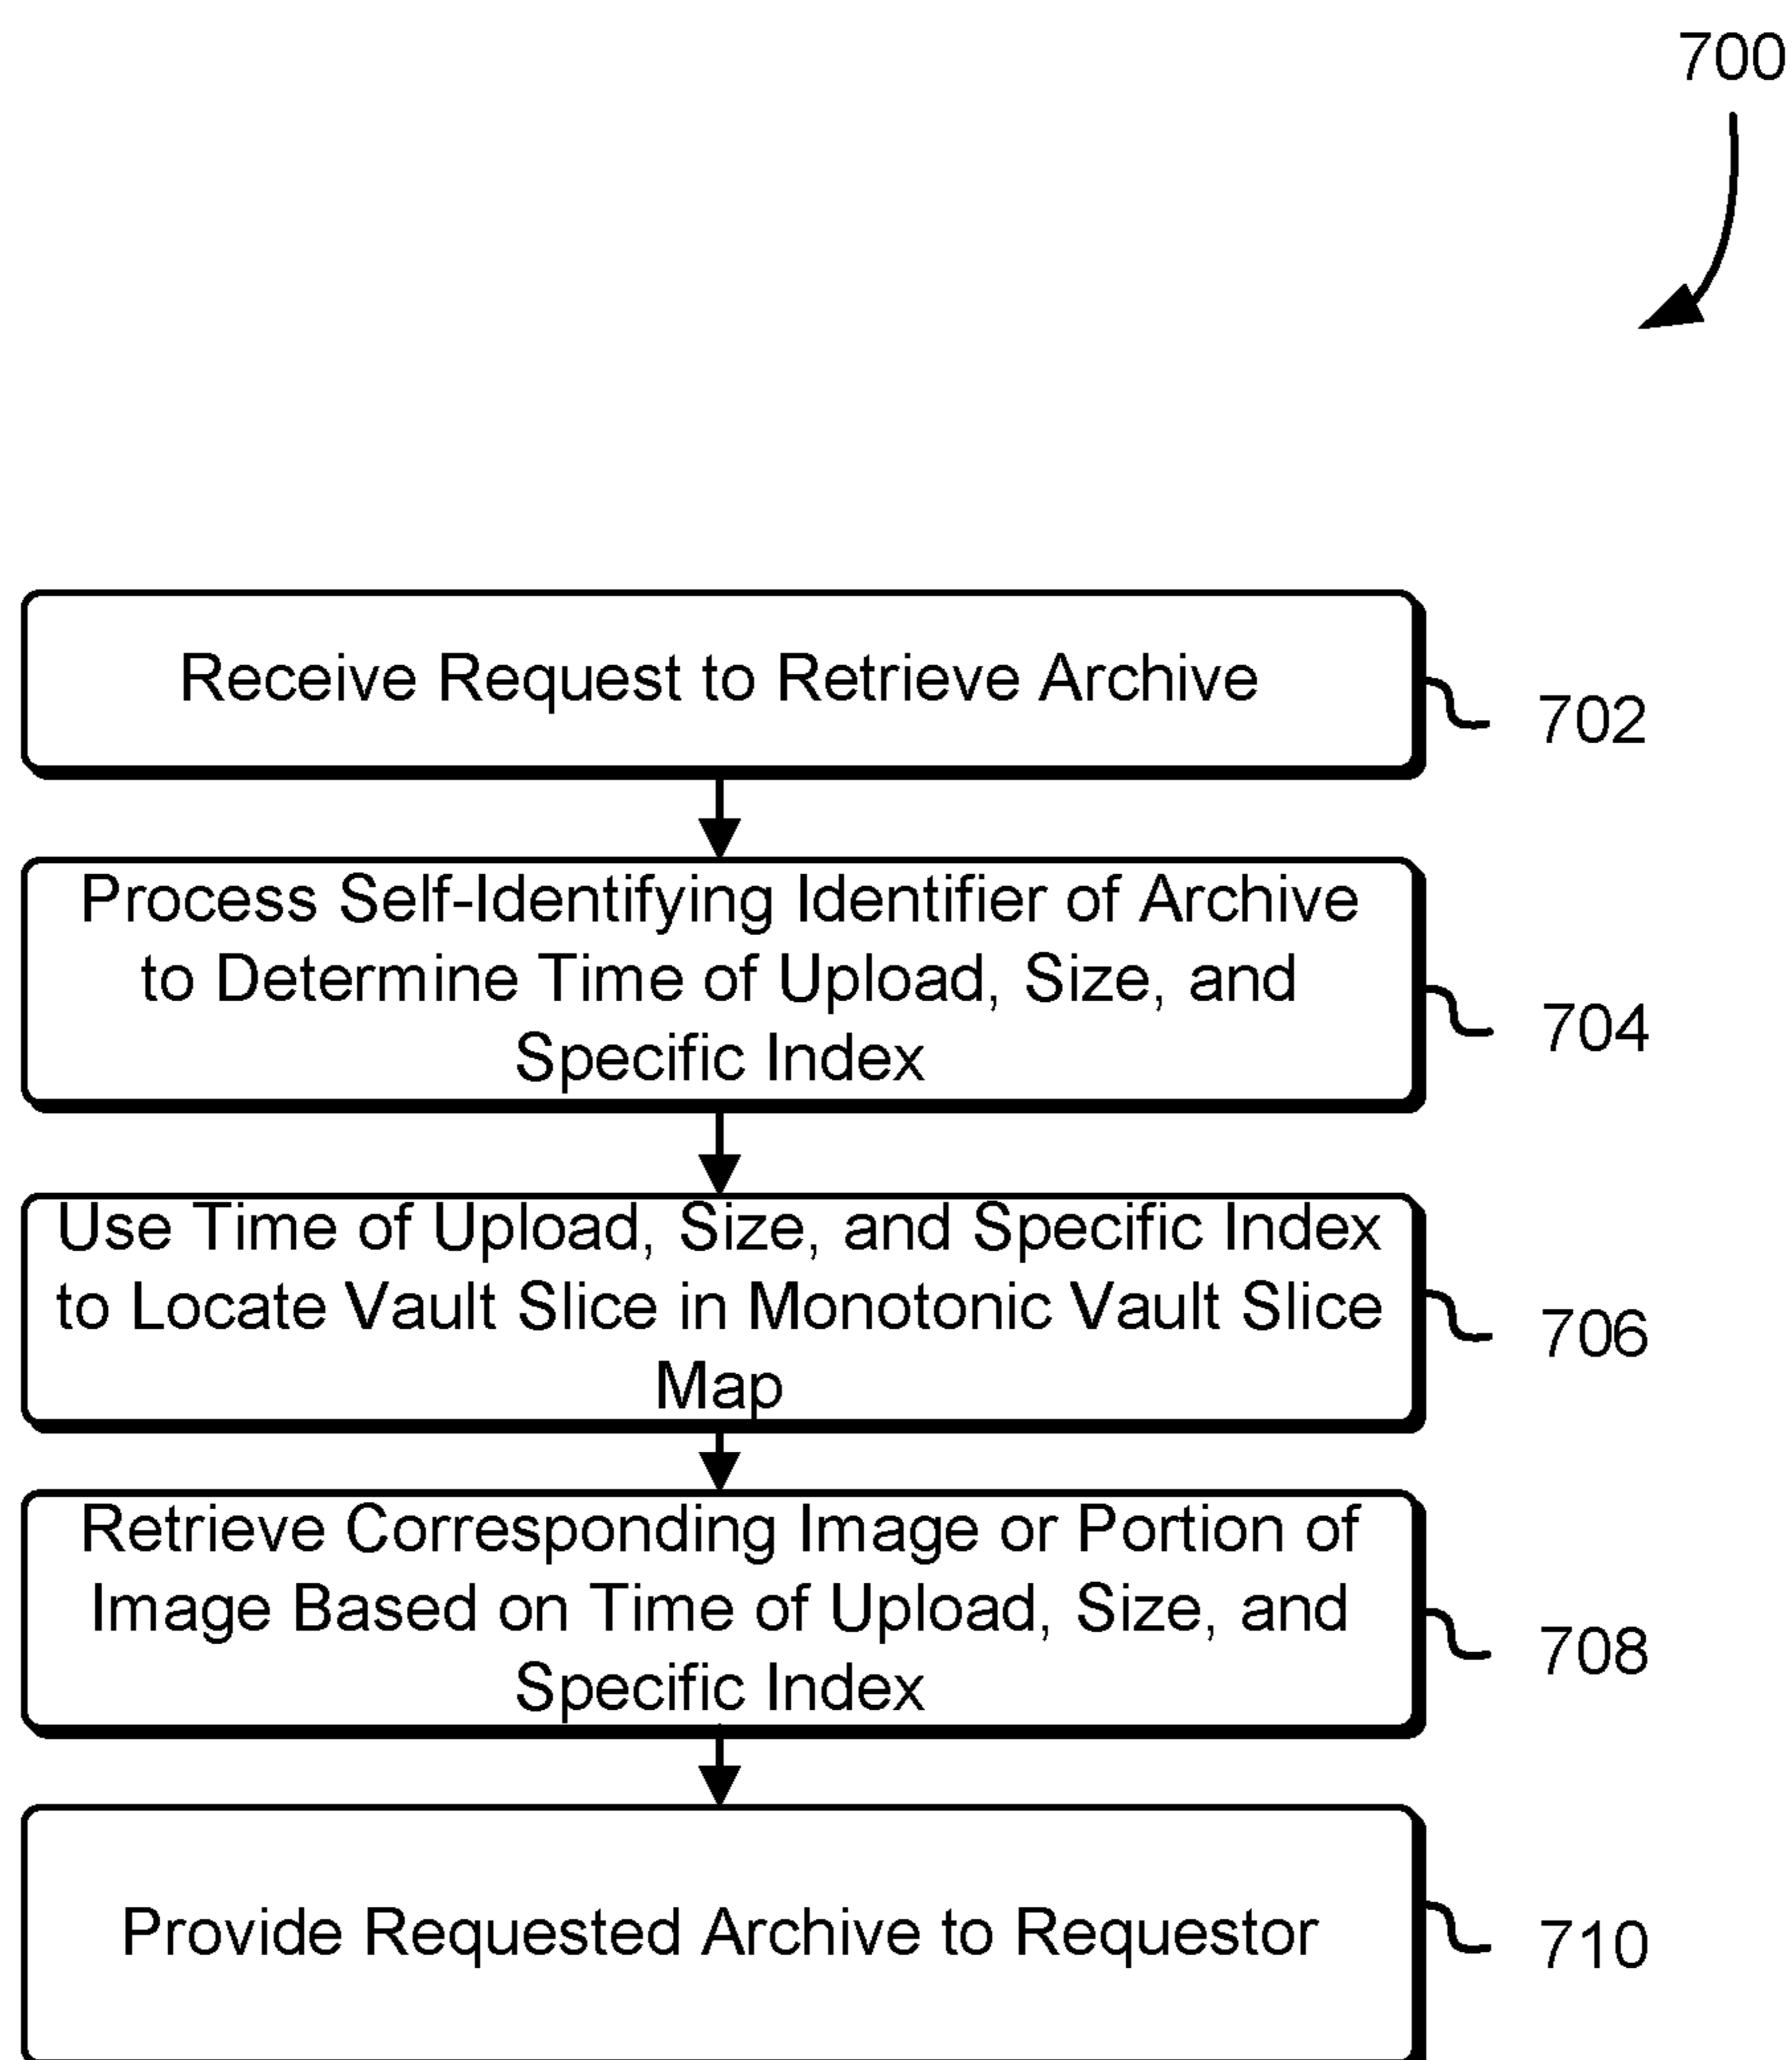 700
Receive Request to Retrieve Archive
702
Process Self-Identifying Identifier of Archive
to Determine Time of Upload, Size, and
Specific Index
704
Use Time of Upload, Size, and Specific Index
to Locate Vault Slice in Monotonic Vault Slice
Map
706
Retrieve Corresponding Image or Portion of
Image Based on Time of Upload, Size, and
Specific Index
708
Provide Requested Archive to Requestor
710